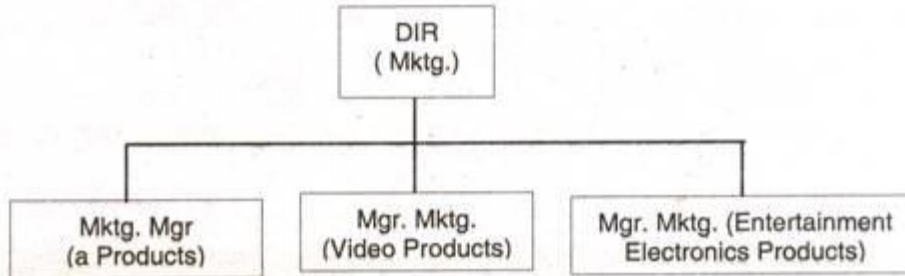 DIR
( Mktg.)
Mktg. Mgr
(a Products)
Mgr. Mktg.
(Video Products)
Mgr. Mktg. (Entertainment
Electronics Products)